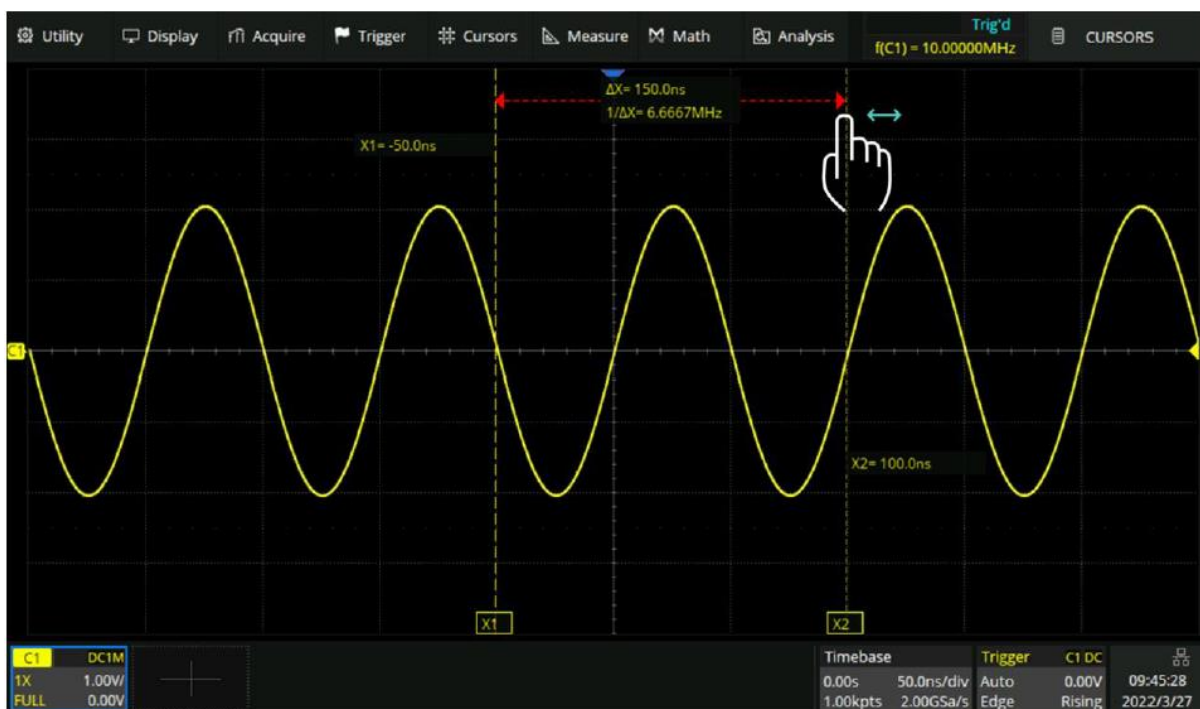 Utility Display Acquire Trigger Cursors Measure Math Analysis Trig'd CURSORS
f(C1) = 10.00000MHz
ΔX= 150.0ns
1/ΔX= 6.6667MHz
X1= -50.0ns
C1
X2= 100.0ns
X1 X2
C1 DC1M
1X 1.00V/
FULL 0.00V
Timebase
0.00s 50.0ns/div
1.00kpts 2.00GSa/s
Trigger C1 DC
Auto 0.00V
Edge Rising
09:45:28
2022/3/27